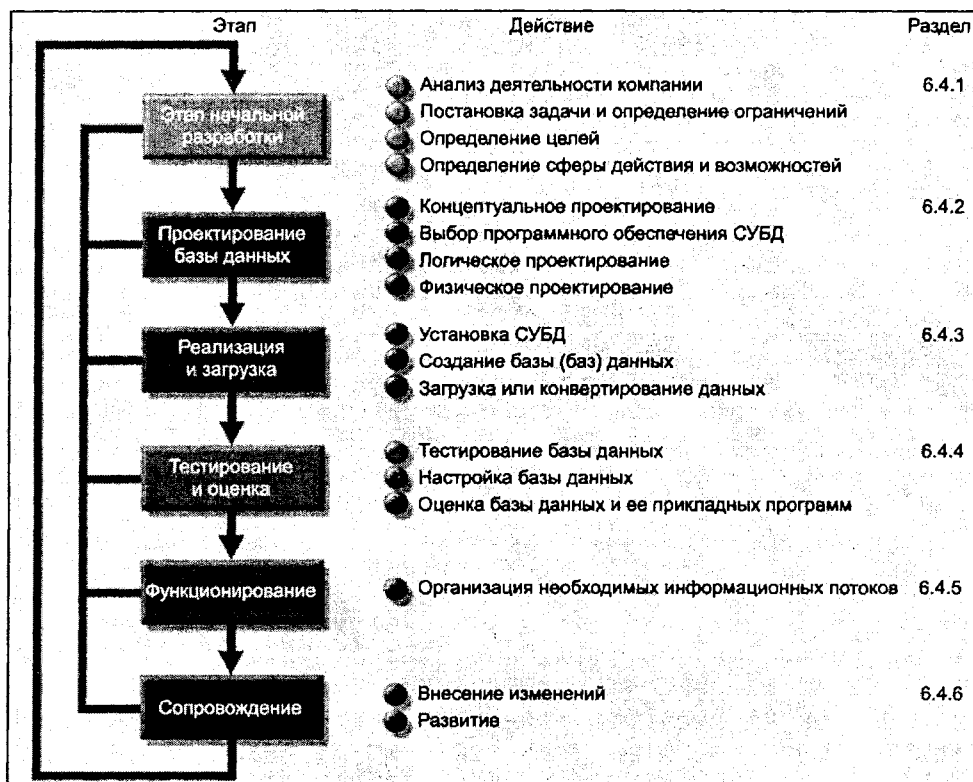 Этап Действие Раздел
Этап начальной
разработки
Анализ деятельности компании 6.4.1
Постановка задачи и определение ограничений
Определение целей
Определение сферы действия и возможностей
Проектирование
базы данных
Концептуальное проектирование 6.4.2
Выбор программного обеспечения СУБД
Логическое проектирование
Физическое проектирование
Реализация
и загрузка
Установка СУБД 6.4.3
Создание базы (баз) данных
Загрузка или конвертирование данных
Тестирование
и оценка
Тестирование базы данных 6.4.4
Настройка базы данных
Оценка базы данных и ее прикладных программ
Функционирование
Организация необходимых информационных потоков 6.4.5
Сопровождение
Внесение изменений 6.4.6
Развитие